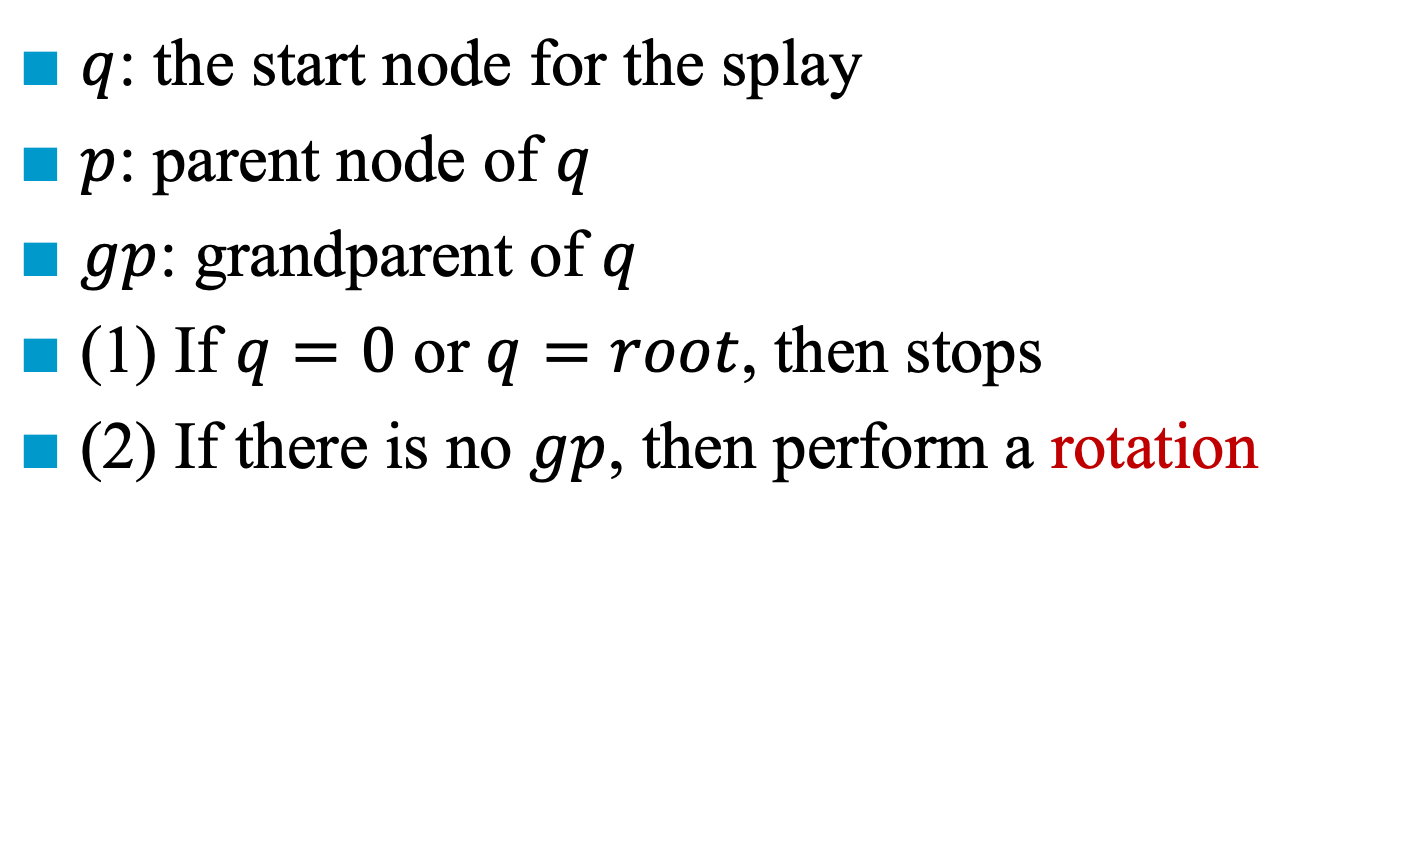 q: the start node for the splay
p: parent node of q
gp: grandparent of q
(1) If q = 0 or q = root, then stops
(2) If there is no gp, then perform a rotation